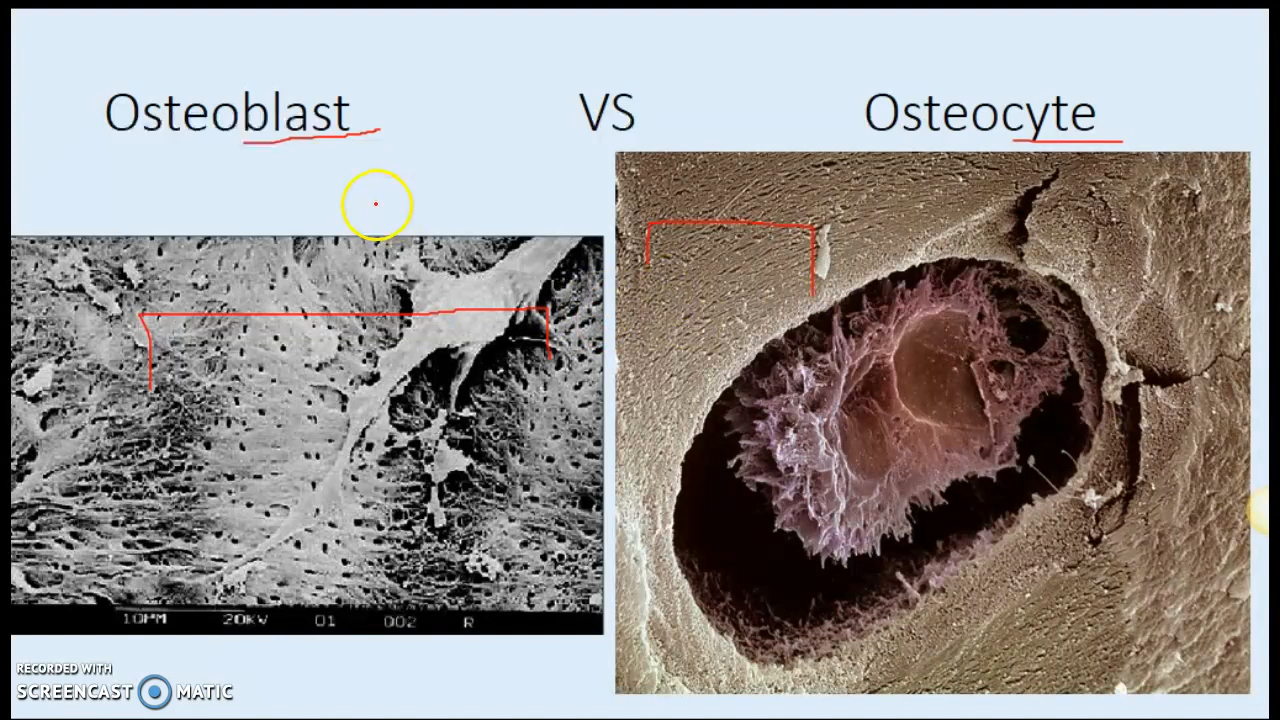 Osteoblast VS Osteocyte
10PM 20KV 01 002 R
RECORDED WITH
SCREENCAST MATIC